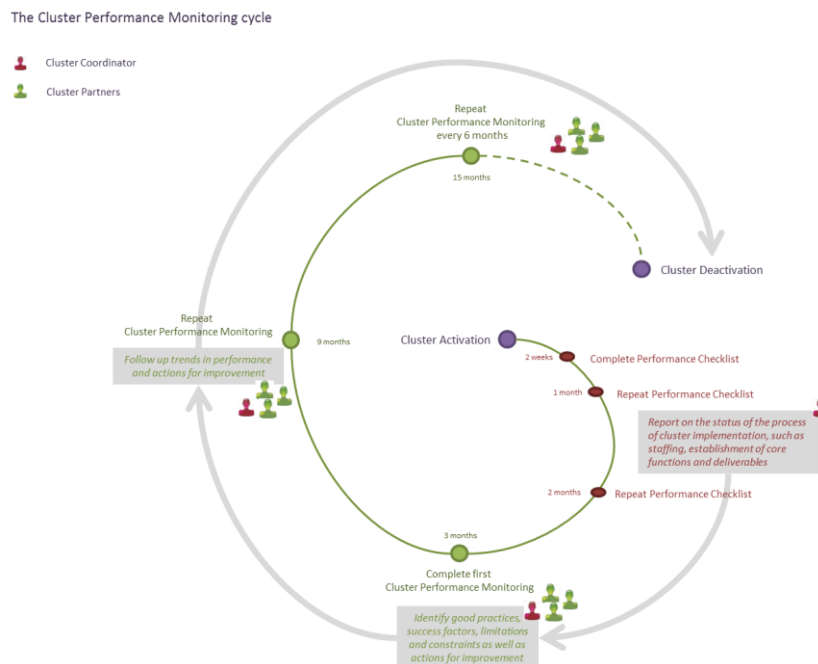 The Cluster Performance Monitoring cycle
Cluster Coordinator
Cluster Partners
Repeat
Cluster Performance Monitoring
every 6 months
15 months
Cluster Deactivation
Repeat
Cluster Performance Monitoring
9 months
Follow up trends in performance
and actions for improvement
Cluster Activation
2 weeks
Complete Performance Checklist
1 month
Repeat Performance Checklist
Report on the status of the process
of cluster implementation, such as
staffing, establishment of core
functions and deliverables
2 months
Repeat Performance Checklist
3 months
Complete first
Cluster Performance Monitoring
Identify good practices,
success factors, limitations
and constraints as well as
actions for improvement